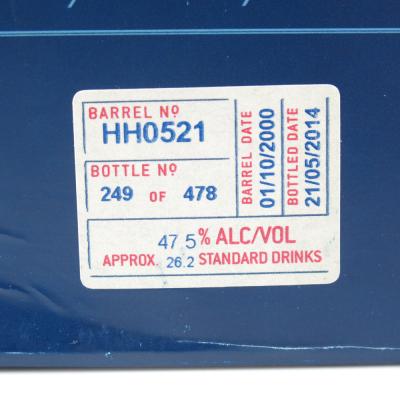 BARREL Nº
HH0521
BOTTLE Nº
249 OF 478
BARREL DATE
01/10/2000
BOTTLED DATE
21/05/2014
47.5% ALC/VOL
APPROX. 26.2 STANDARD DRINKS